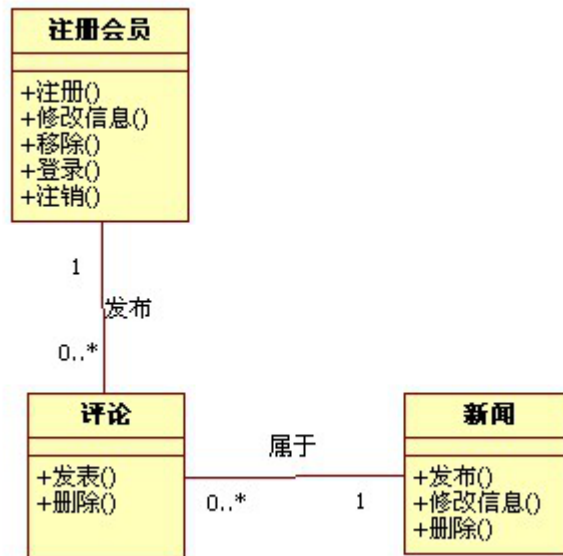 注册会员
+注册()
+修改信息()
+移除()
+登录()
+注销()
1
发布
0..*
评论
+发表()
+删除()
属于
0..*
1
新闻
+发布()
+修改信息()
+删除()